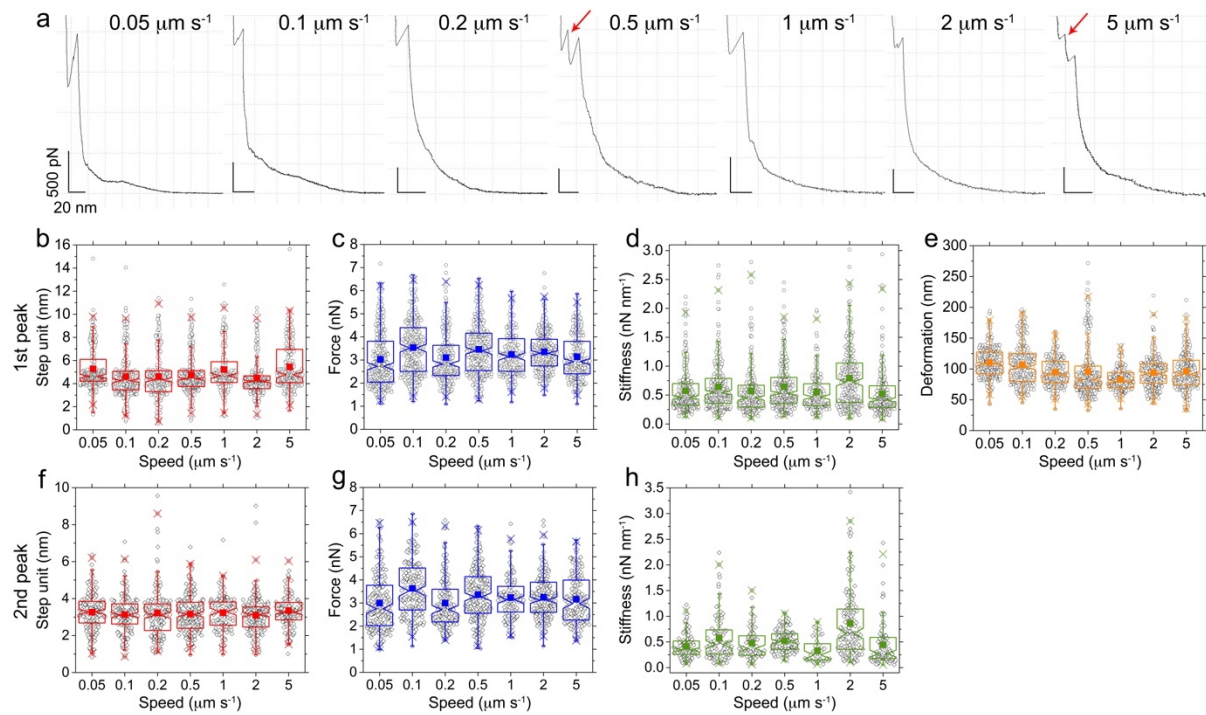 a
0.05 μm s⁻¹ 0.1 μm s⁻¹ 0.2 μm s⁻¹ 0.5 μm s⁻¹ 1 μm s⁻¹ 2 μm s⁻¹ 5 μm s⁻¹
500 pN
20 nm
b
1st peak
Step unit (nm)
16
14
12
10
8
6
4
2
0
0.05 0.1 0.2 0.5 1 2 5
Speed (μm s⁻¹)
c
Force (nN)
8
7
6
5
4
3
2
1
0
0.05 0.1 0.2 0.5 1 2 5
Speed (μm s⁻¹)
d
Stiffness (nN nm⁻¹)
3.0
2.5
2.0
1.5
1.0
0.5
0.0
0.05 0.1 0.2 0.5 1 2 5
Speed (μm s⁻¹)
e
Deformation (nm)
300
250
200
150
100
50
0
0.05 0.1 0.2 0.5 1 2 5
Speed (μm s⁻¹)
f
2nd peak
Step unit (nm)
10
8
6
4
2
0
0.05 0.1 0.2 0.5 1 2 5
Speed (μm s⁻¹)
g
Force (nN)
8
7
6
5
4
3
2
1
0
0.05 0.1 0.2 0.5 1 2 5
Speed (μm s⁻¹)
h
Stiffness (nN nm⁻¹)
3.5
3.0
2.5
2.0
1.5
1.0
0.5
0.0
0.05 0.1 0.2 0.5 1 2 5
Speed (μm s⁻¹)